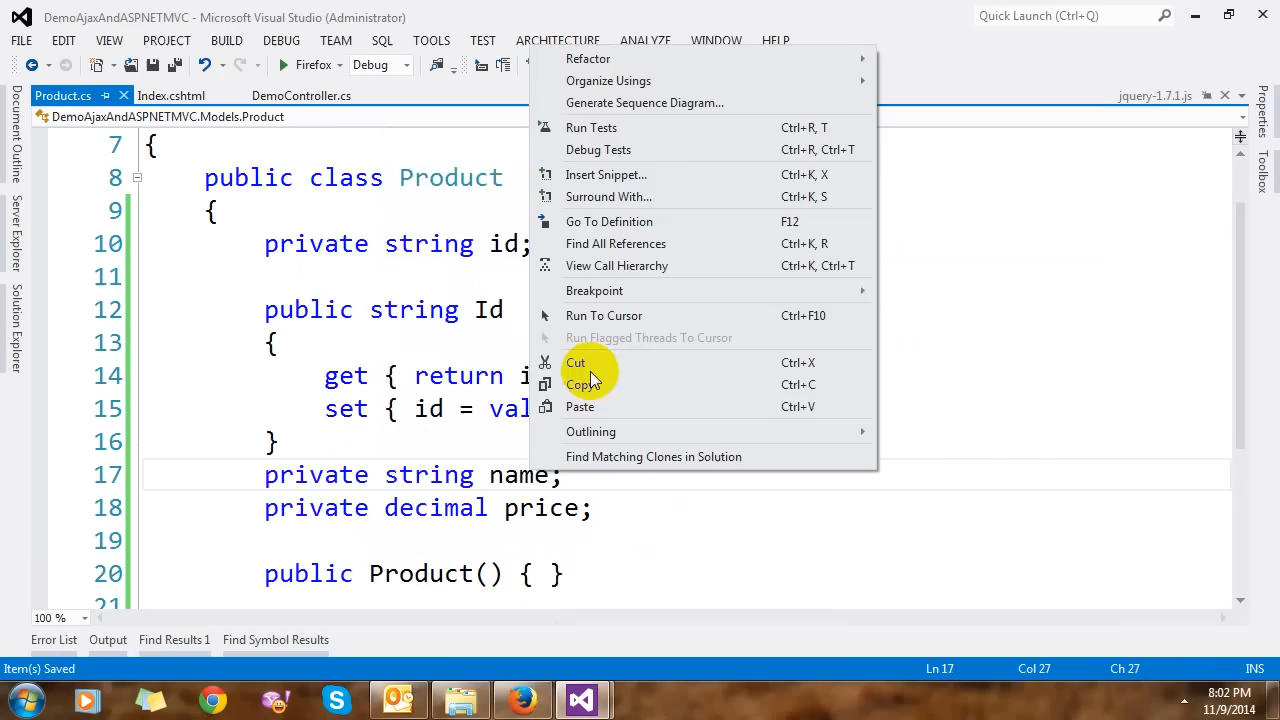 DemoAjaxAndASPNETMVC - Microsoft Visual Studio (Administrator)
Quick Launch (Ctrl+Q)
FILE EDIT VIEW PROJECT BUILD DEBUG TEAM SQL TOOLS TEST ARCHITECTURE ANALYZE WINDOW HELP
Firefox Debug
Product.cs Index.cshtml DemoController.cs jquery-1.7.1.js
DemoAjaxAndASPNETMVC.Models.Product
Document Outline
Server Explorer
Solution Explorer
Properties
Toolbox
7 {
8 public class Product
9 {
10 private string id;
11
12 public string Id
13 {
14 get { return i
15 set { id = val
16 }
17 private string name;
18 private decimal price;
19
20 public Product() { }
21
Refactor
Organize Usings
Generate Sequence Diagram...
Run Tests Ctrl+R, T
Debug Tests Ctrl+R, Ctrl+T
Insert Snippet... Ctrl+K, X
Surround With... Ctrl+K, S
Go To Definition F12
Find All References Ctrl+K, R
View Call Hierarchy Ctrl+K, Ctrl+T
Breakpoint
Run To Cursor Ctrl+F10
Run Flagged Threads To Cursor
Cut Ctrl+X
Copy Ctrl+C
Paste Ctrl+V
Outlining
Find Matching Clones in Solution
100 %
Error List Output Find Results 1 Find Symbol Results
Item(s) Saved Ln 17 Col 27 Ch 27 INS
8:02 PM
11/9/2014